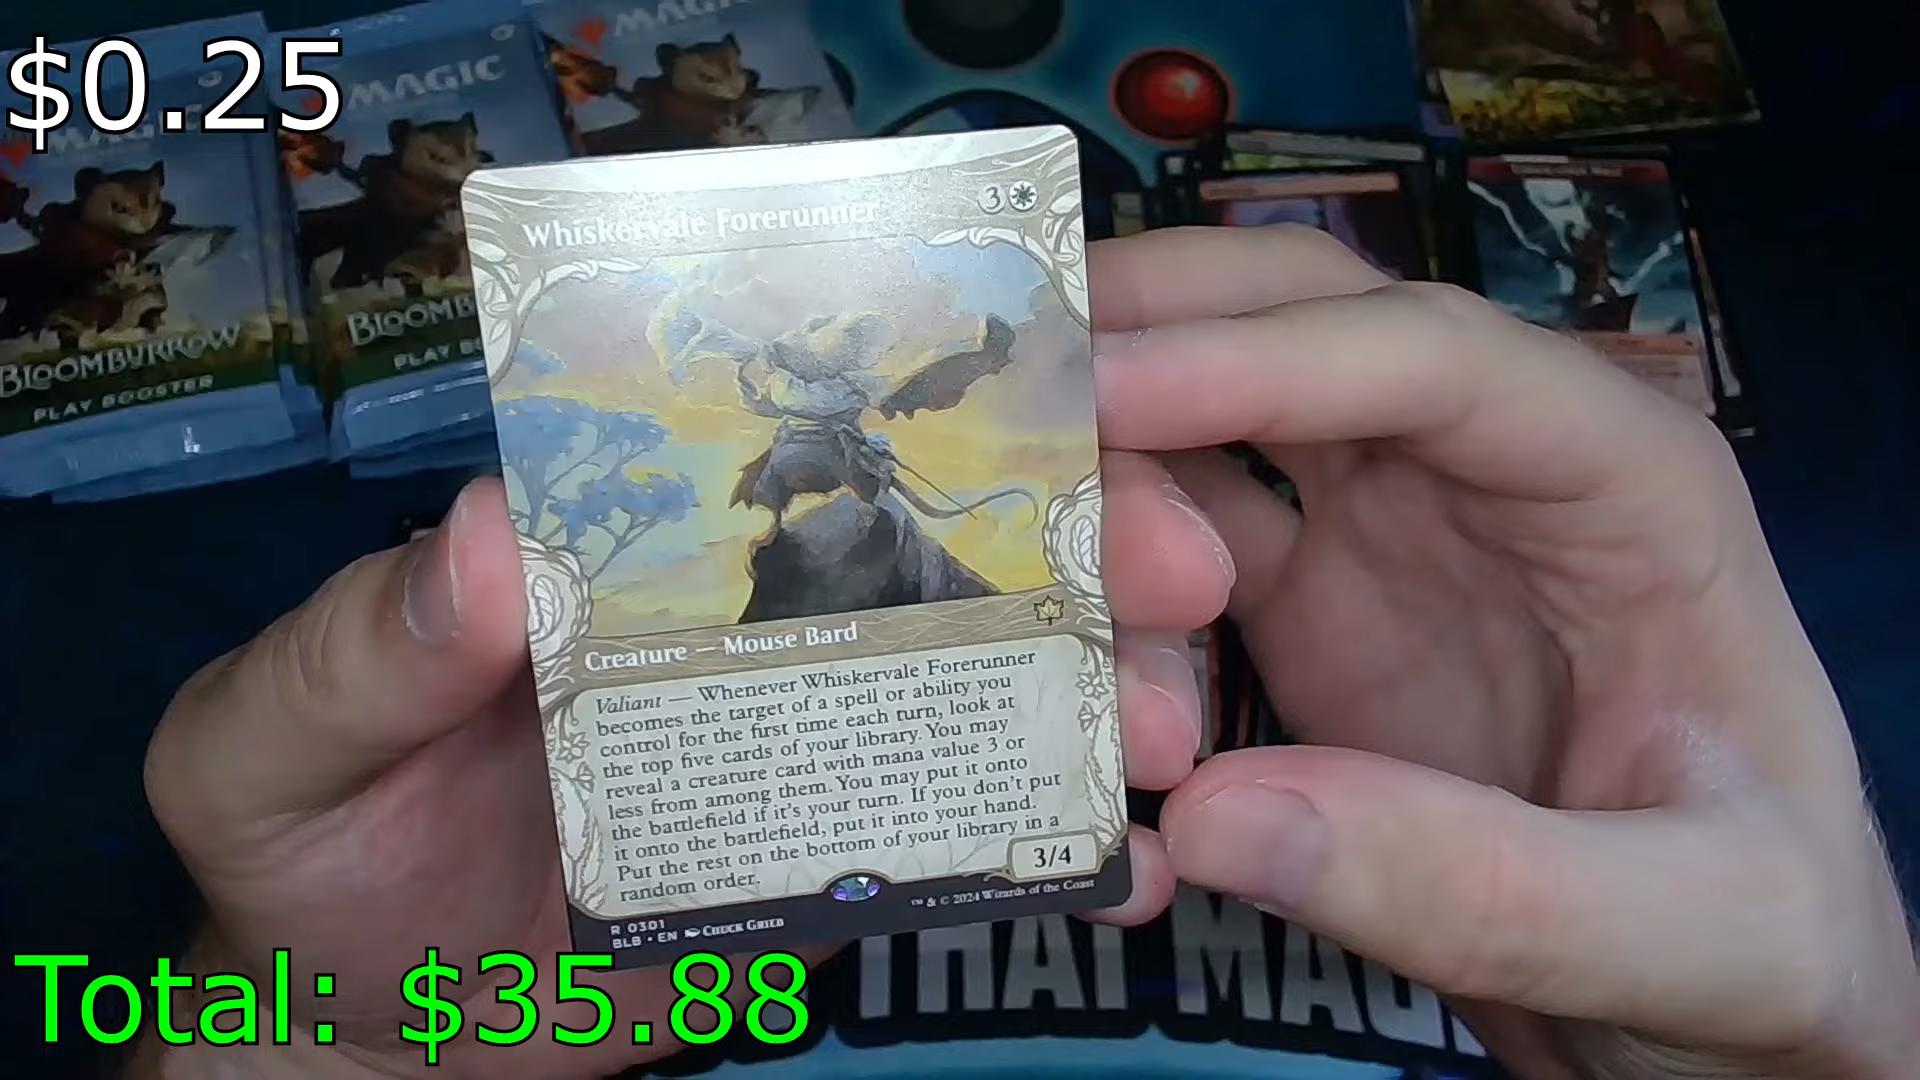 $0.25
MAGIC
MAGIC
MAGIC
BLOOMBURROW
PLAY BOOSTER
BLOOMB
PLAY B
Whiskervale Forerunner
3
Creature — Mouse Bard
Valiant — Whenever Whiskervale Forerunner
becomes the target of a spell or ability you
control for the first time each turn, look at
the top five cards of your library. You may
reveal a creature card with mana value 3 or
less from among them. You may put it onto
the battlefield if it's your turn. If you don't put
it onto the battlefield, put it into your hand.
Put the rest on the bottom of your library in a
random order.
3/4
R 0301
BLB • EN CHUCK GRIEB
™ & © 2024 Wizards of the Coast
THAT MA
Total: $35.88